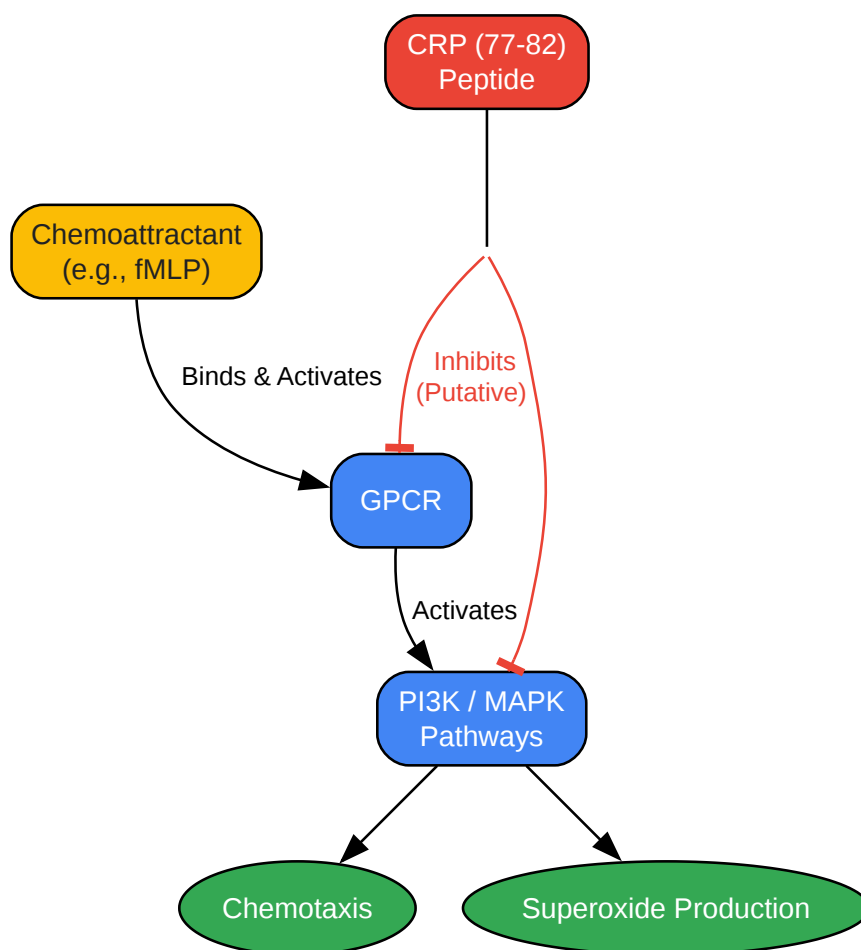 CRP (77-82)
Peptide
Chemoattractant
(e.g., fMLP)
Inhibits
(Putative)
Binds & Activates
GPCR
Activates
PI3K / MAPK
Pathways
Chemotaxis
Superoxide Production